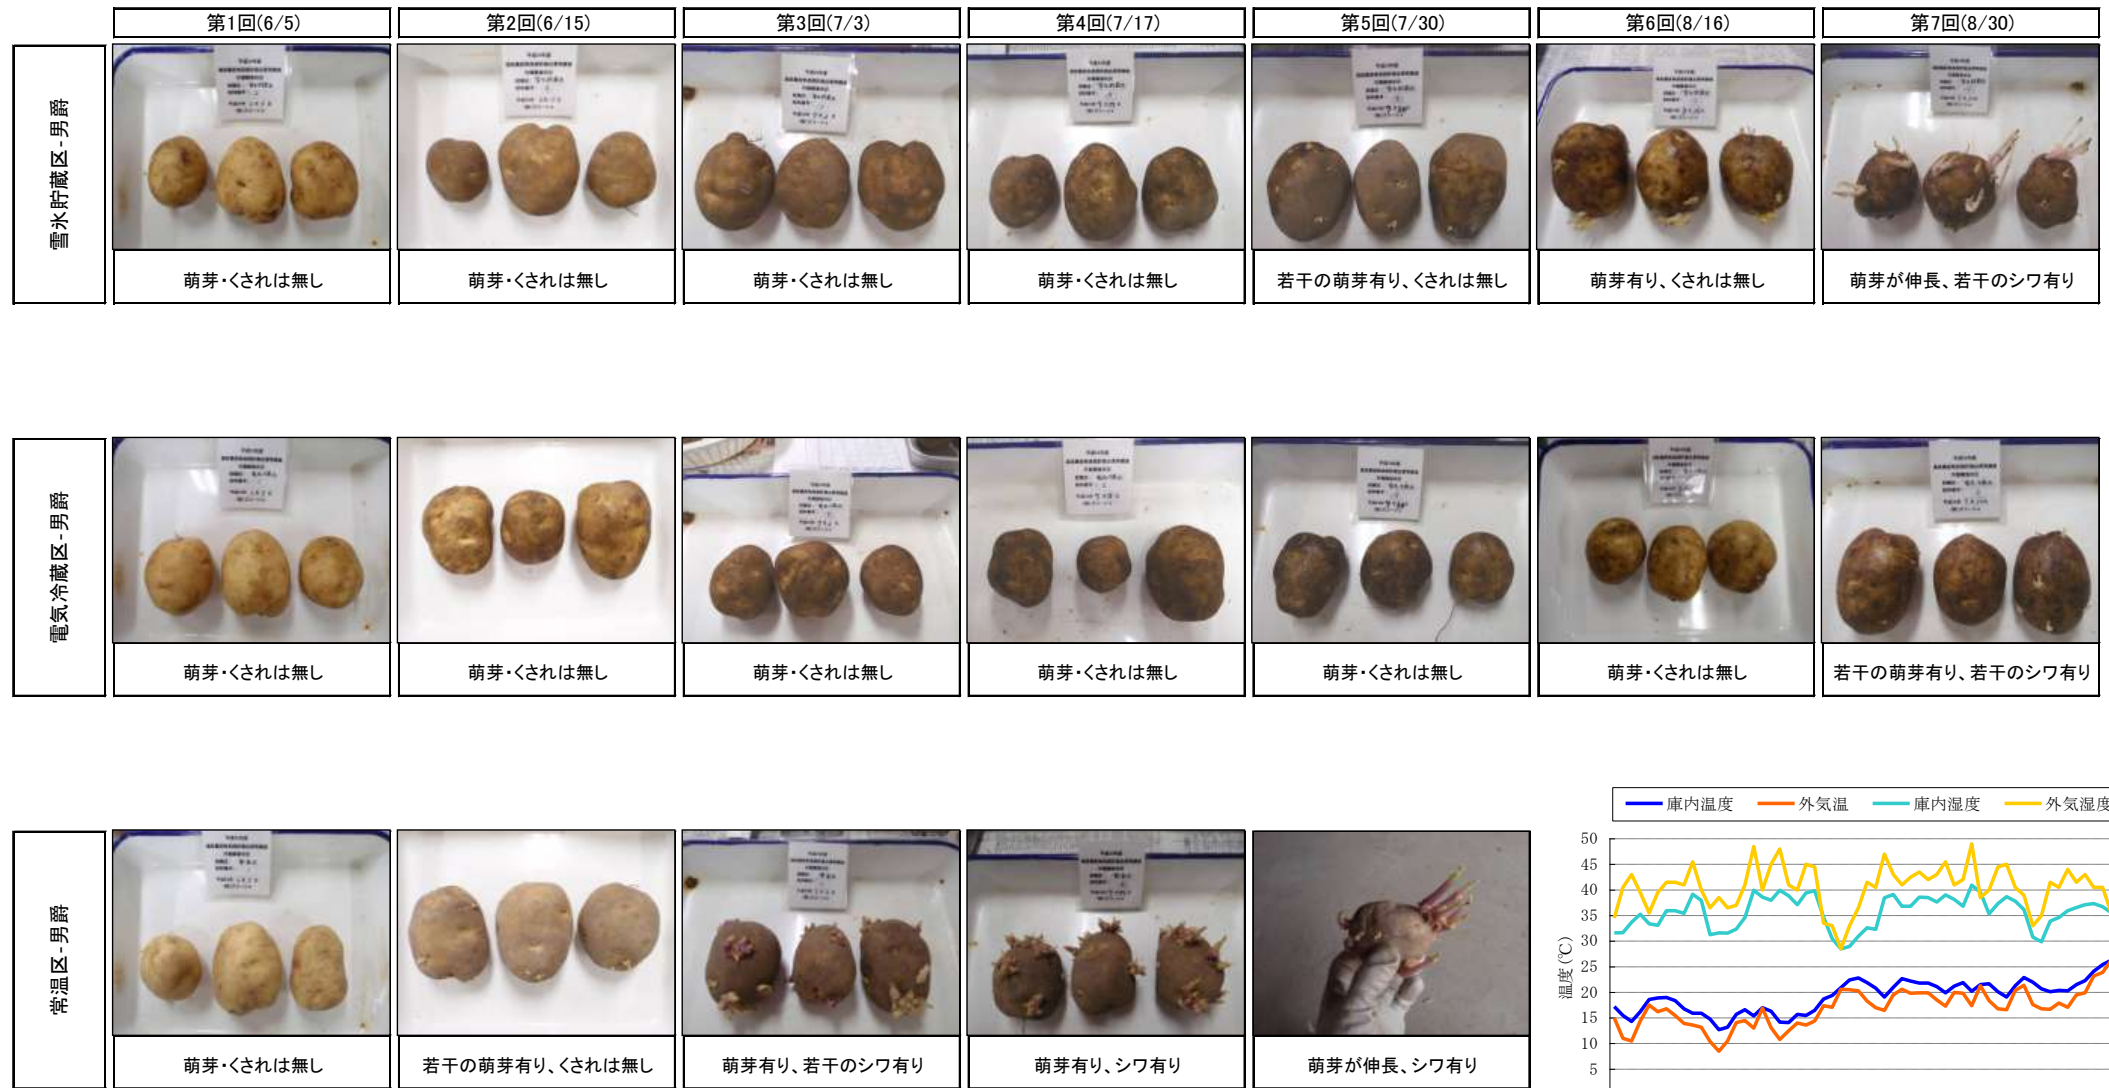 第1回(6/5)
第2回(6/15)
第3回(7/3)
第4回(7/17)
第5回(7/30)
第6回(8/16)
第7回(8/30)
雪氷貯蔵区-男爵
萌芽・くされは無し
萌芽・くされは無し
萌芽・くされは無し
萌芽・くされは無し
若干の萌芽有り、くされは無し
萌芽有り、くされは無し
萌芽が伸長、若干のシワ有り
電気冷蔵区-男爵
萌芽・くされは無し
萌芽・くされは無し
萌芽・くされは無し
萌芽・くされは無し
萌芽・くされは無し
萌芽・くされは無し
若干の萌芽有り、若干のシワ有り
常温区-男爵
萌芽・くされは無し
若干の萌芽有り、くされは無し
萌芽有り、若干のシワ有り
萌芽有り、シワ有り
萌芽が伸長、シワ有り
庫内温度
外気温
庫内湿度
外気湿度
温度(℃)
50
45
40
35
30
25
20
15
10
5